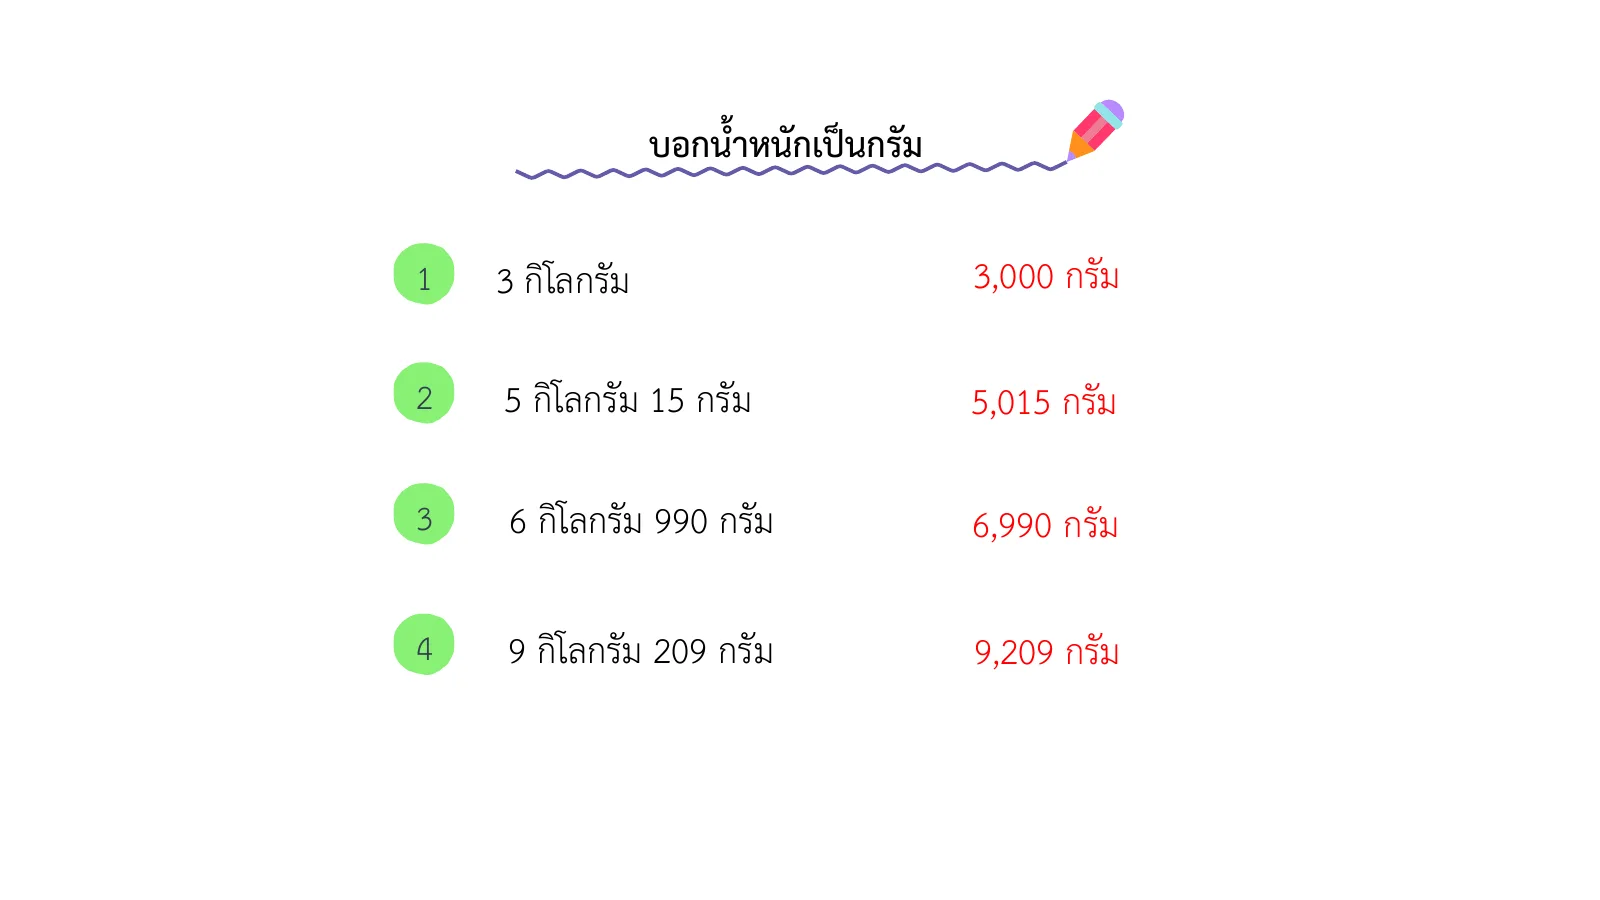 บอกน้ำหนักเป็นกรัม
1 3 กิโลกรัม 3,000 กรัม
2 5 กิโลกรัม 15 กรัม 5,015 กรัม
3 6 กิโลกรัม 990 กรัม 6,990 กรัม
4 9 กิโลกรัม 209 กรัม 9,209 กรัม